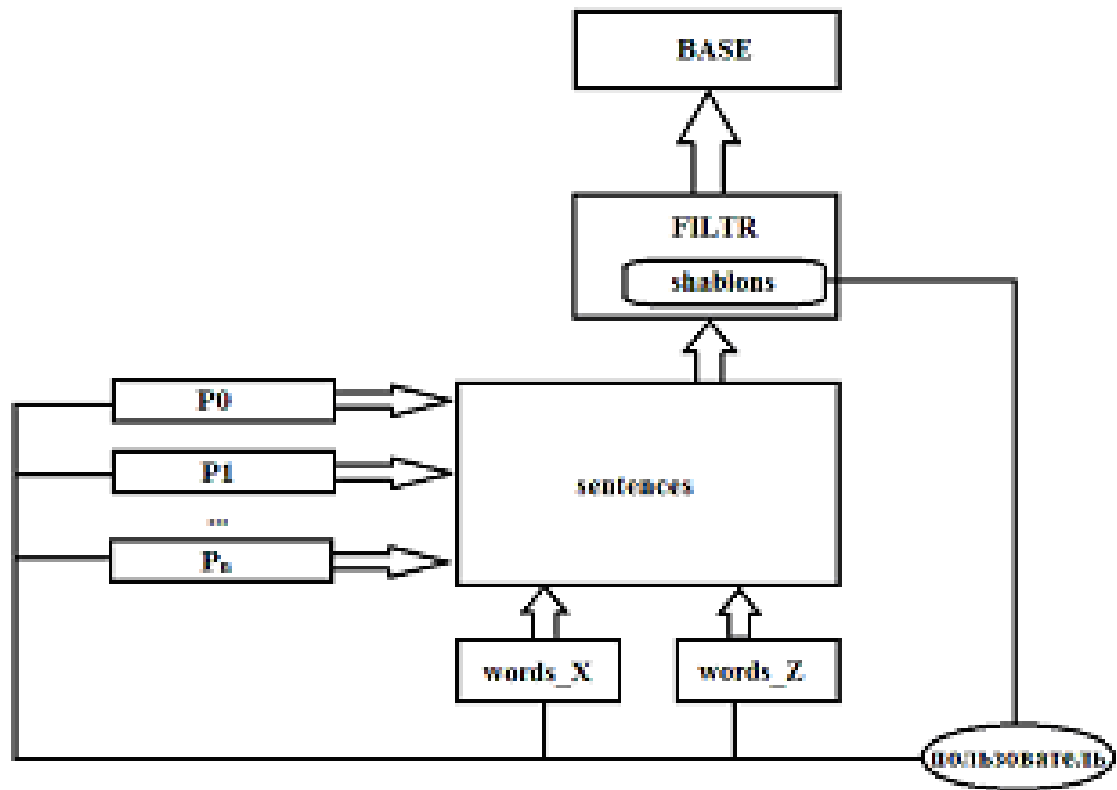 BASE
FILTR
shablons
P0
P1
...
Pn
sentences
words_X
words_Z
пользователь